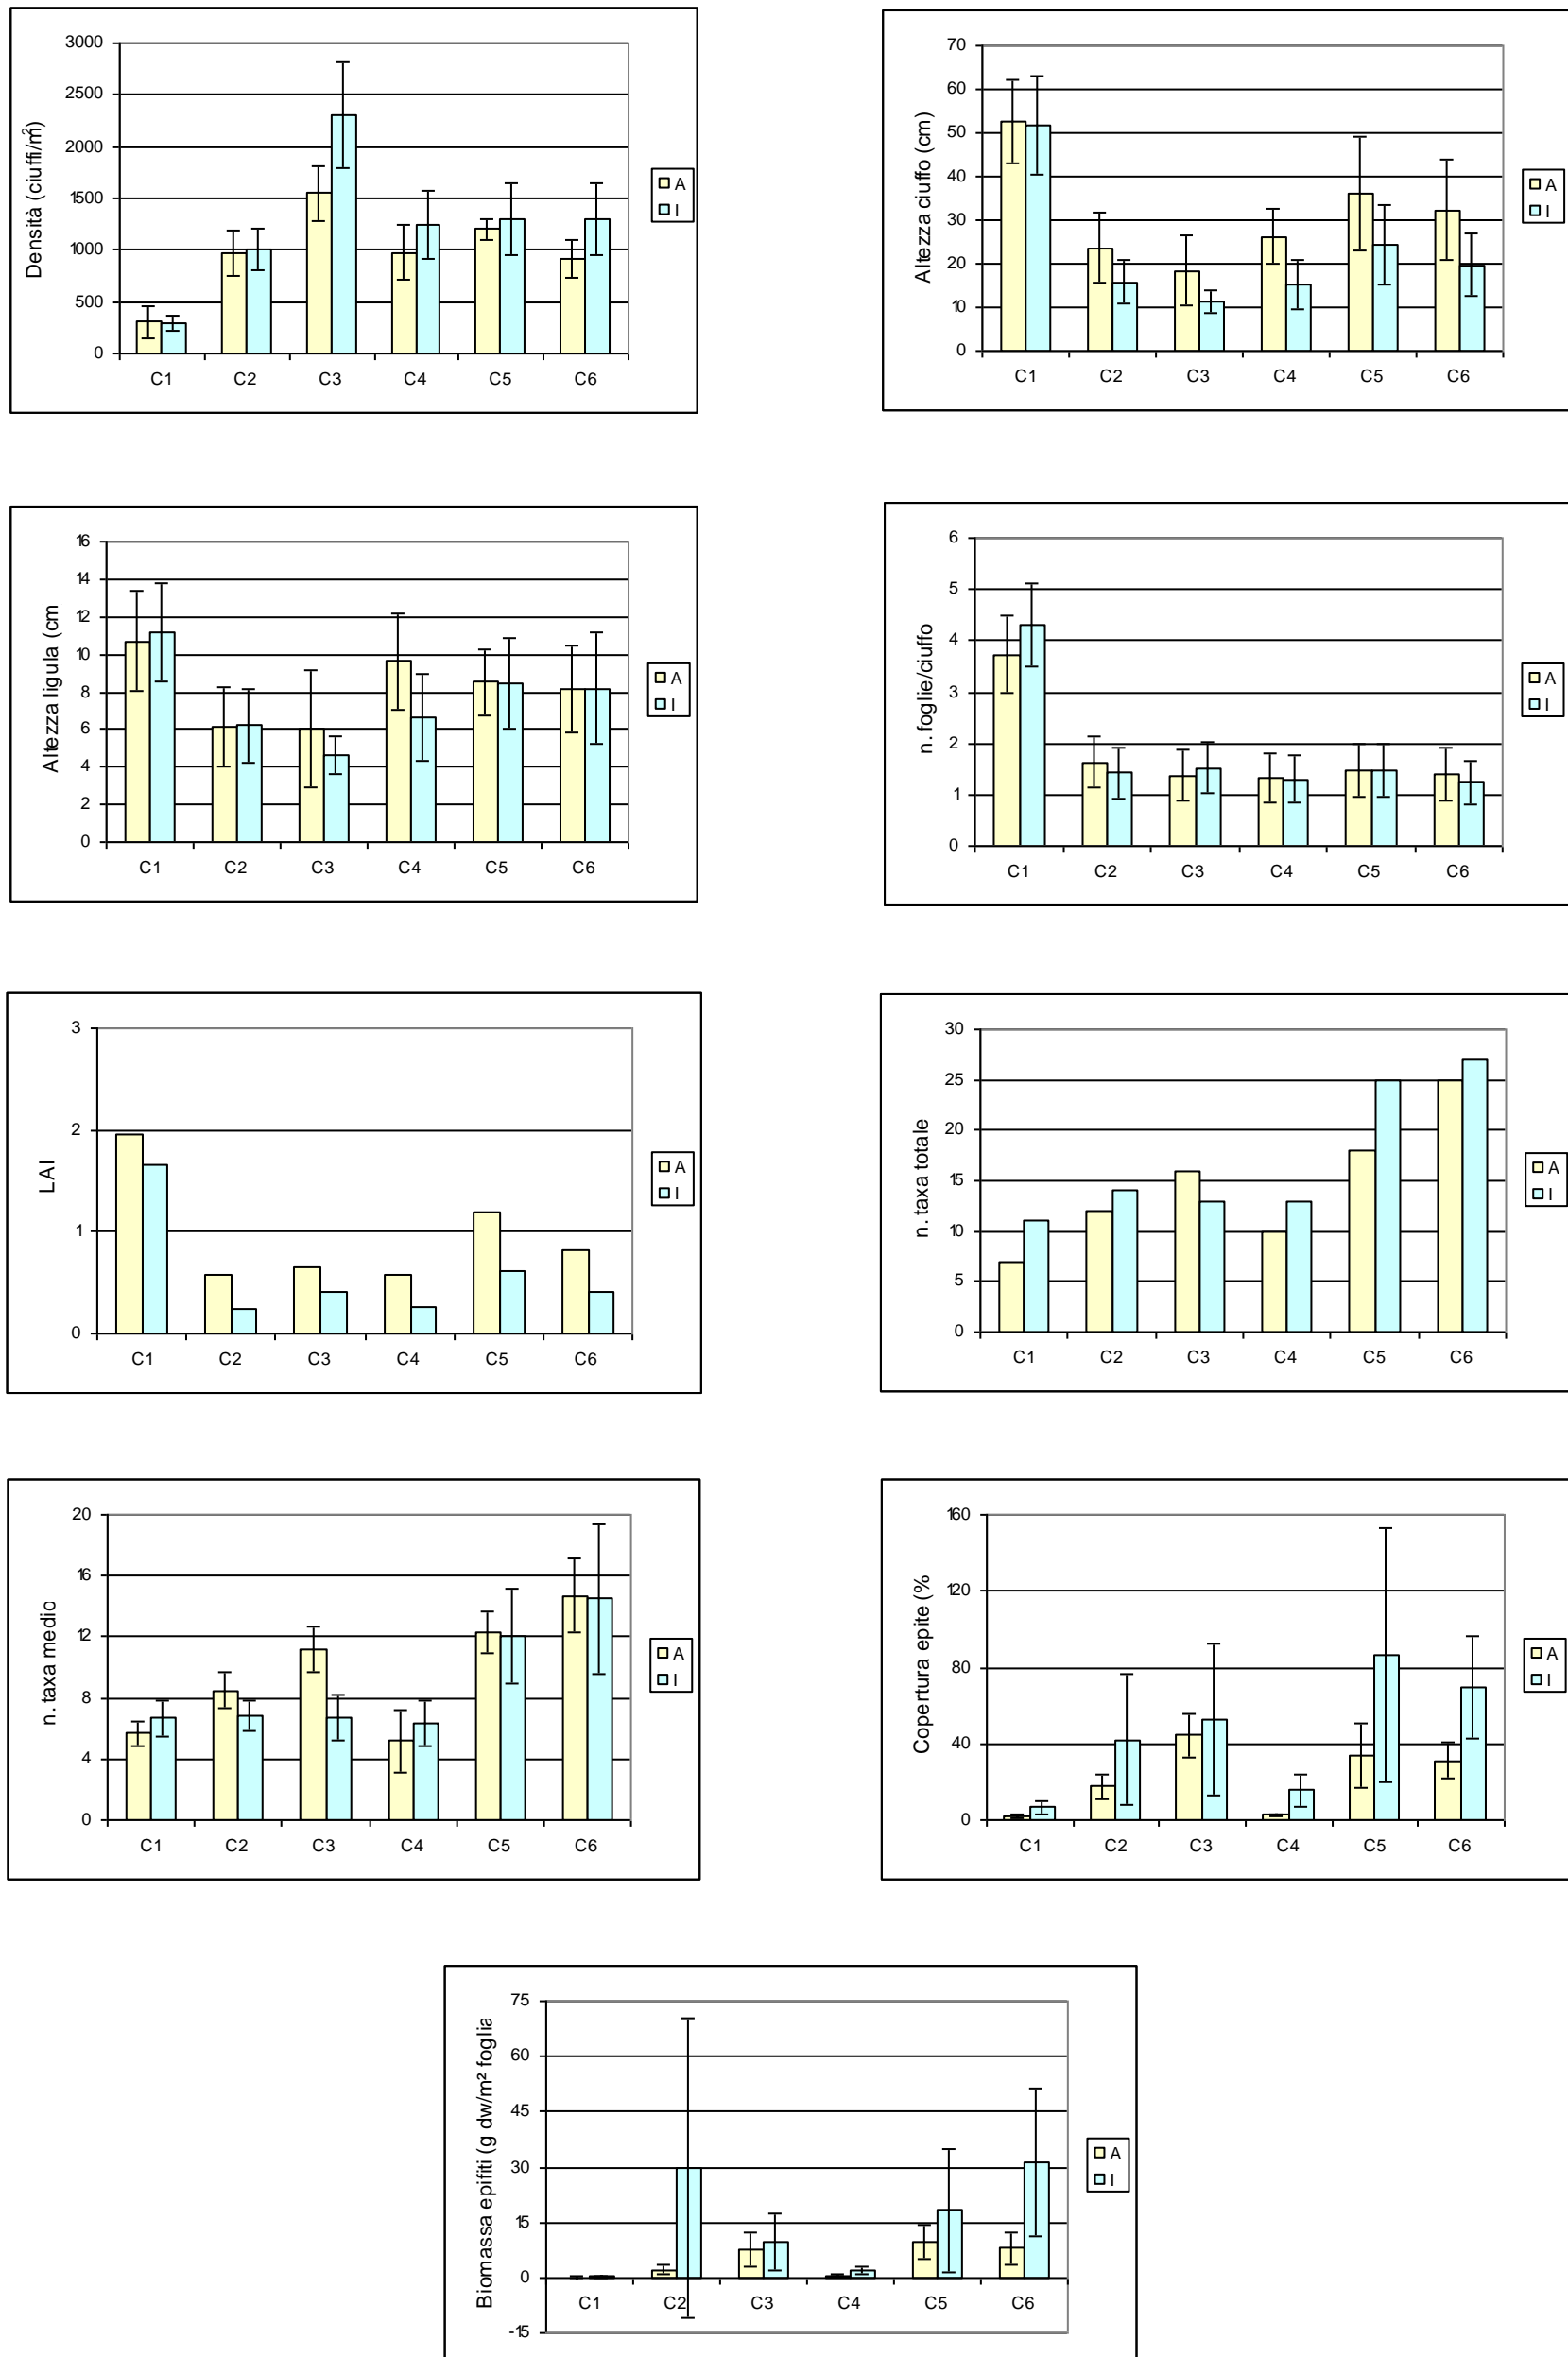 Densità (ciuffi/m²)
3000
2500
2000
1500
1000
500
0
C1 C2 C3 C4 C5 C6
A
I
Altezza ciuffo (cm)
70
60
50
40
30
20
10
0
C1 C2 C3 C4 C5 C6
A
I
Altezza ligula (cm
16
14
12
10
8
6
4
2
0
C1 C2 C3 C4 C5 C6
A
I
n. foglie/ciuffo
6
5
4
3
2
1
0
C1 C2 C3 C4 C5 C6
A
I
LAI
3
2
1
0
C1 C2 C3 C4 C5 C6
A
I
n. taxa totale
30
25
20
15
10
5
0
C1 C2 C3 C4 C5 C6
A
I
n. taxa medio
20
16
12
8
4
0
C1 C2 C3 C4 C5 C6
A
I
Copertura epite (%
160
120
80
40
0
C1 C2 C3 C4 C5 C6
A
I
Biomassa epifiti (g dw/m² foglia
75
60
45
30
15
0
-15
C1 C2 C3 C4 C5 C6
A
I